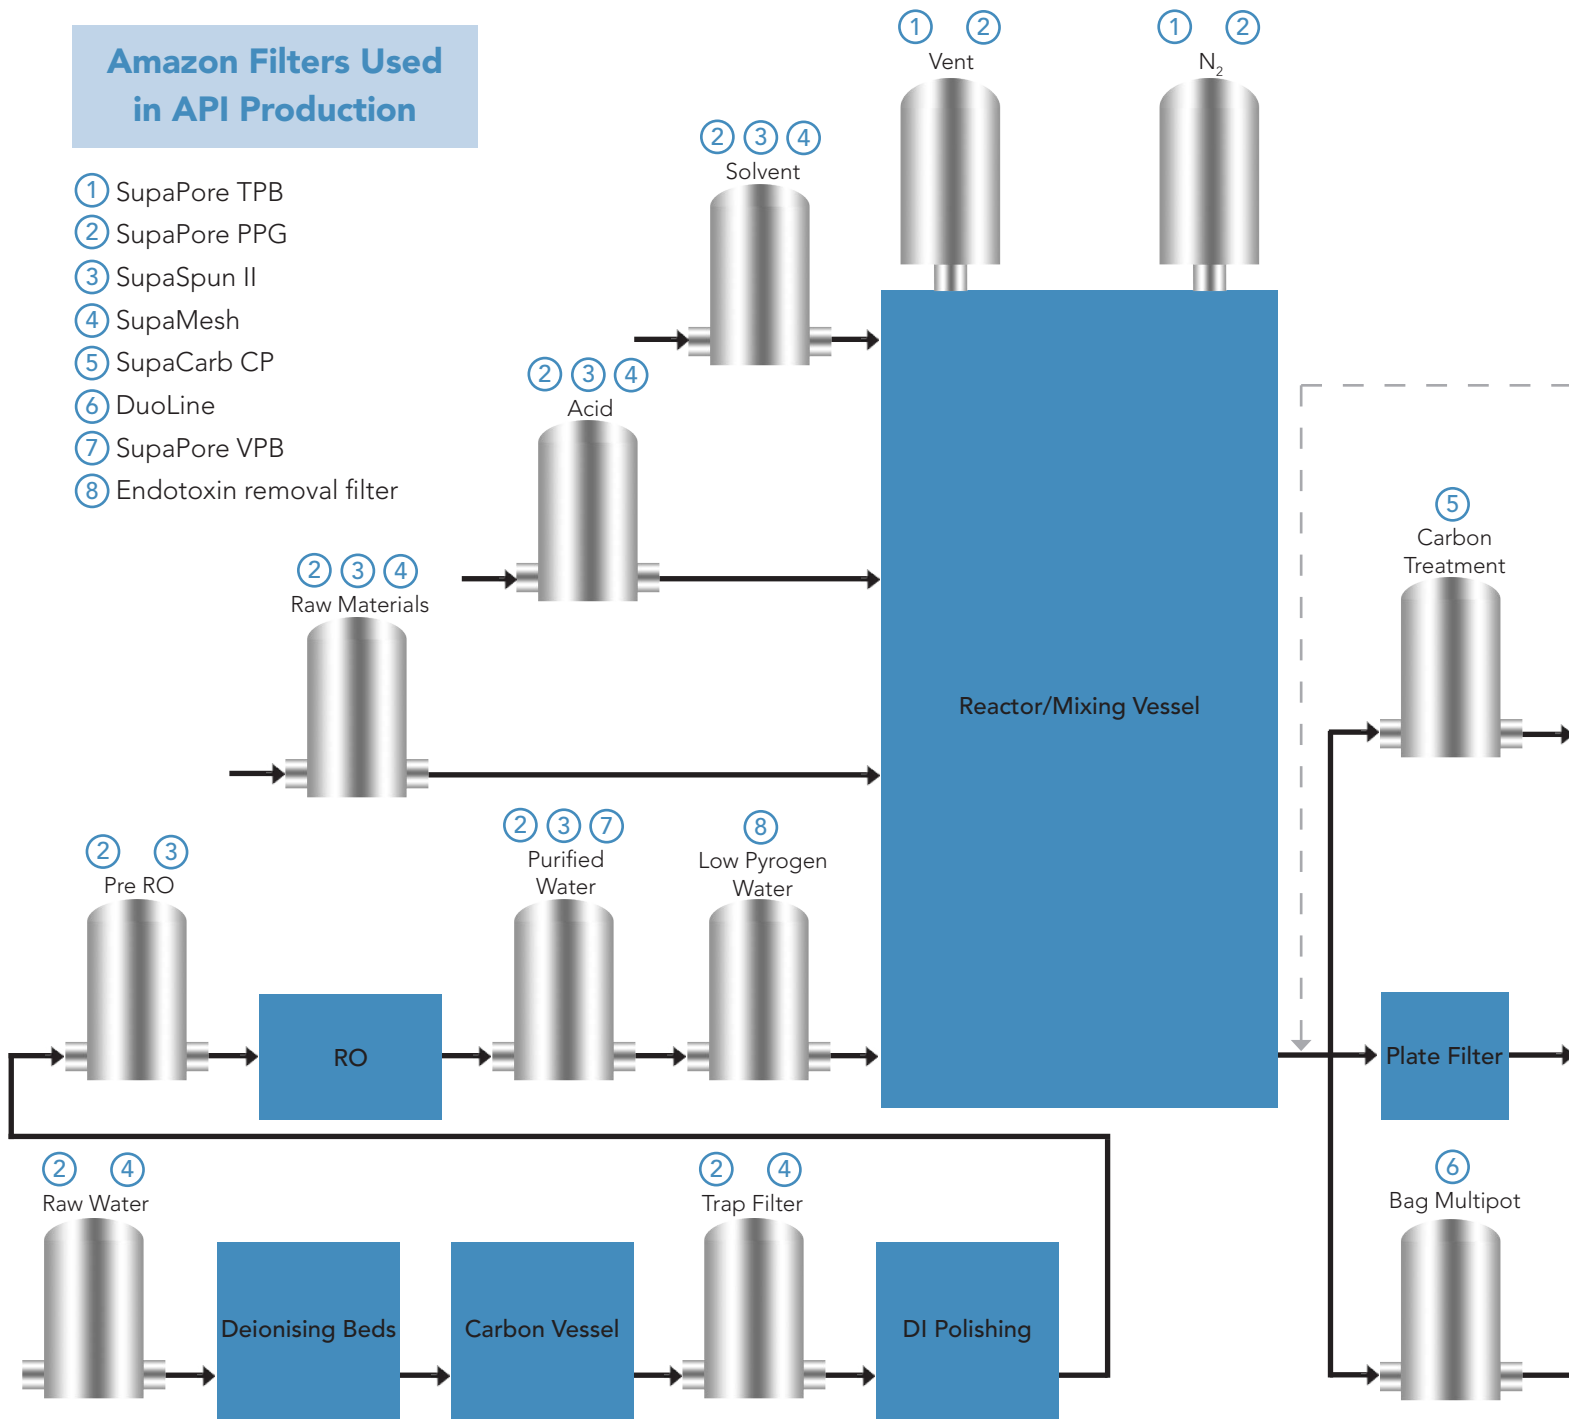 Amazon Filters Used
in API Production
1 SupaPore TPB
2 SupaPore PPG
3 SupaSpun II
4 SupaMesh
5 SupaCarb CP
6 DuoLine
7 SupaPore VPB
8 Endotoxin removal filter
1 2
Vent
1 2
N₂
2 3 4
Solvent
2 3 4
Acid
2 3 4
Raw Materials
Reactor/Mixing Vessel
5
Carbon
Treatment
2 3
Pre RO
RO
2 3 7
Purified
Water
8
Low Pyrogen
Water
Plate Filter
2 4
Raw Water
Deionising Beds
Carbon Vessel
2 4
Trap Filter
DI Polishing
6
Bag Multipot